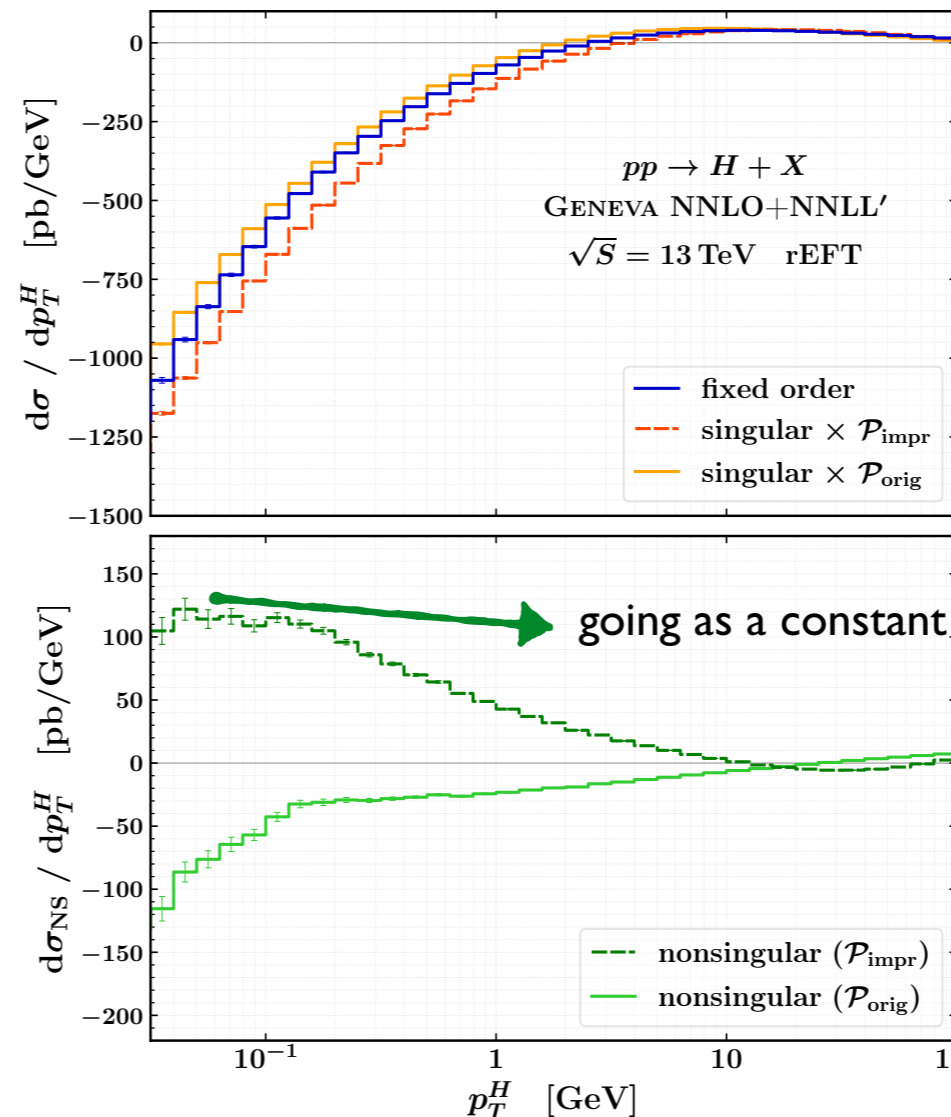 0
−250
−500
−750
−1000
−1250
−1500
dσ / dp_T^H [pb/GeV]
pp → H + X
GENEVA NNLO+NNLL′
√S = 13 TeV rEFT
fixed order
singular × 𝒫_impr
singular × 𝒫_orig
150
100
50
0
−50
−100
−150
−200
dσ_NS / dp_T^H [pb/GeV]
going as a constant
nonsingular (𝒫_impr)
nonsingular (𝒫_orig)
10^−1
1
10
p_T^H [GeV]